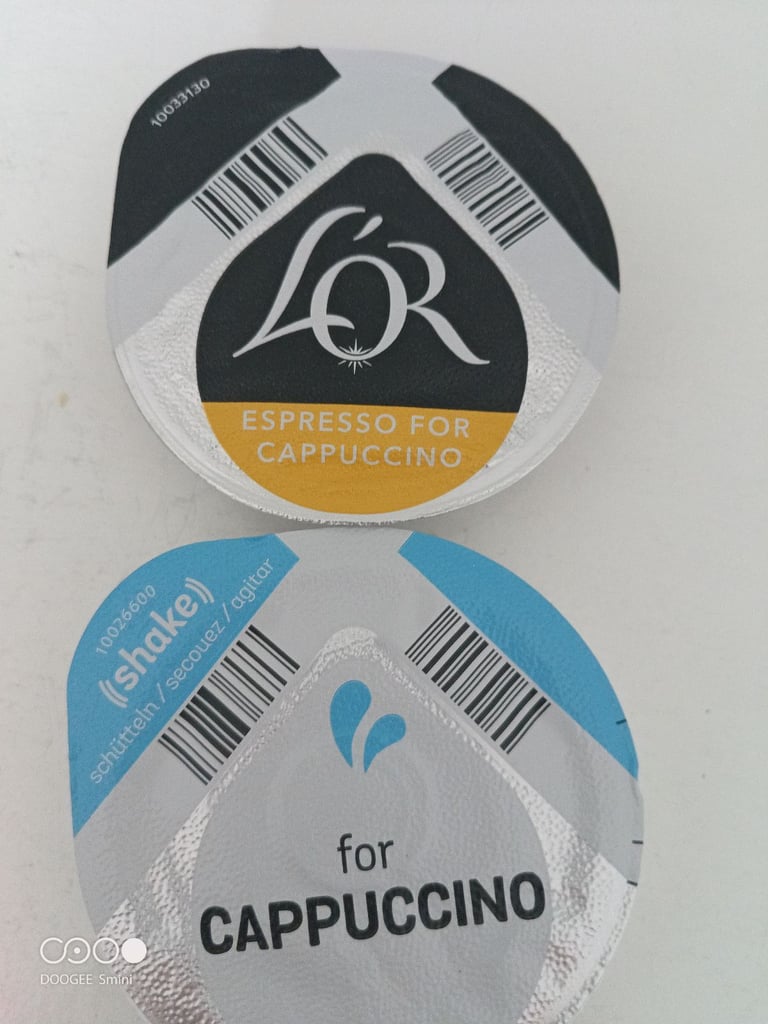 10033130
L'OR
ESPRESSO FOR
CAPPUCCINO
10026600
((shake))
schütteln / secouez / agitar
for
CAPPUCCINO
DOOGEE Smini